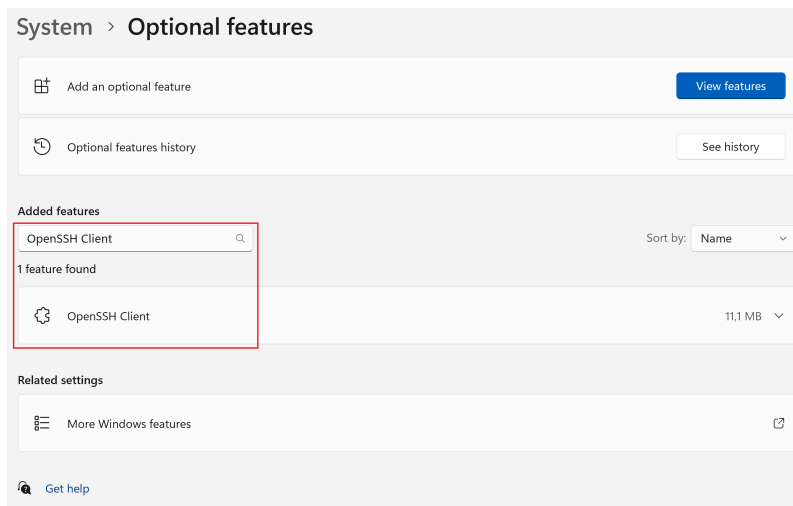 System > Optional features
Add an optional feature
View features
Optional features history
See history
Added features
OpenSSH Client
Sort by: Name
1 feature found
OpenSSH Client
11,1 MB
Related settings
More Windows features
Get help